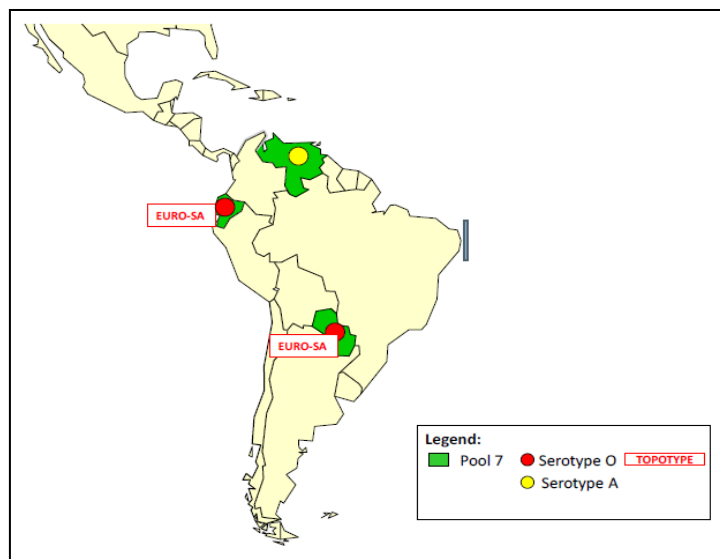 EURO-SA
EURO-SA
Legend:
Pool 7
Serotype O
TOPOTYPE
Serotype A